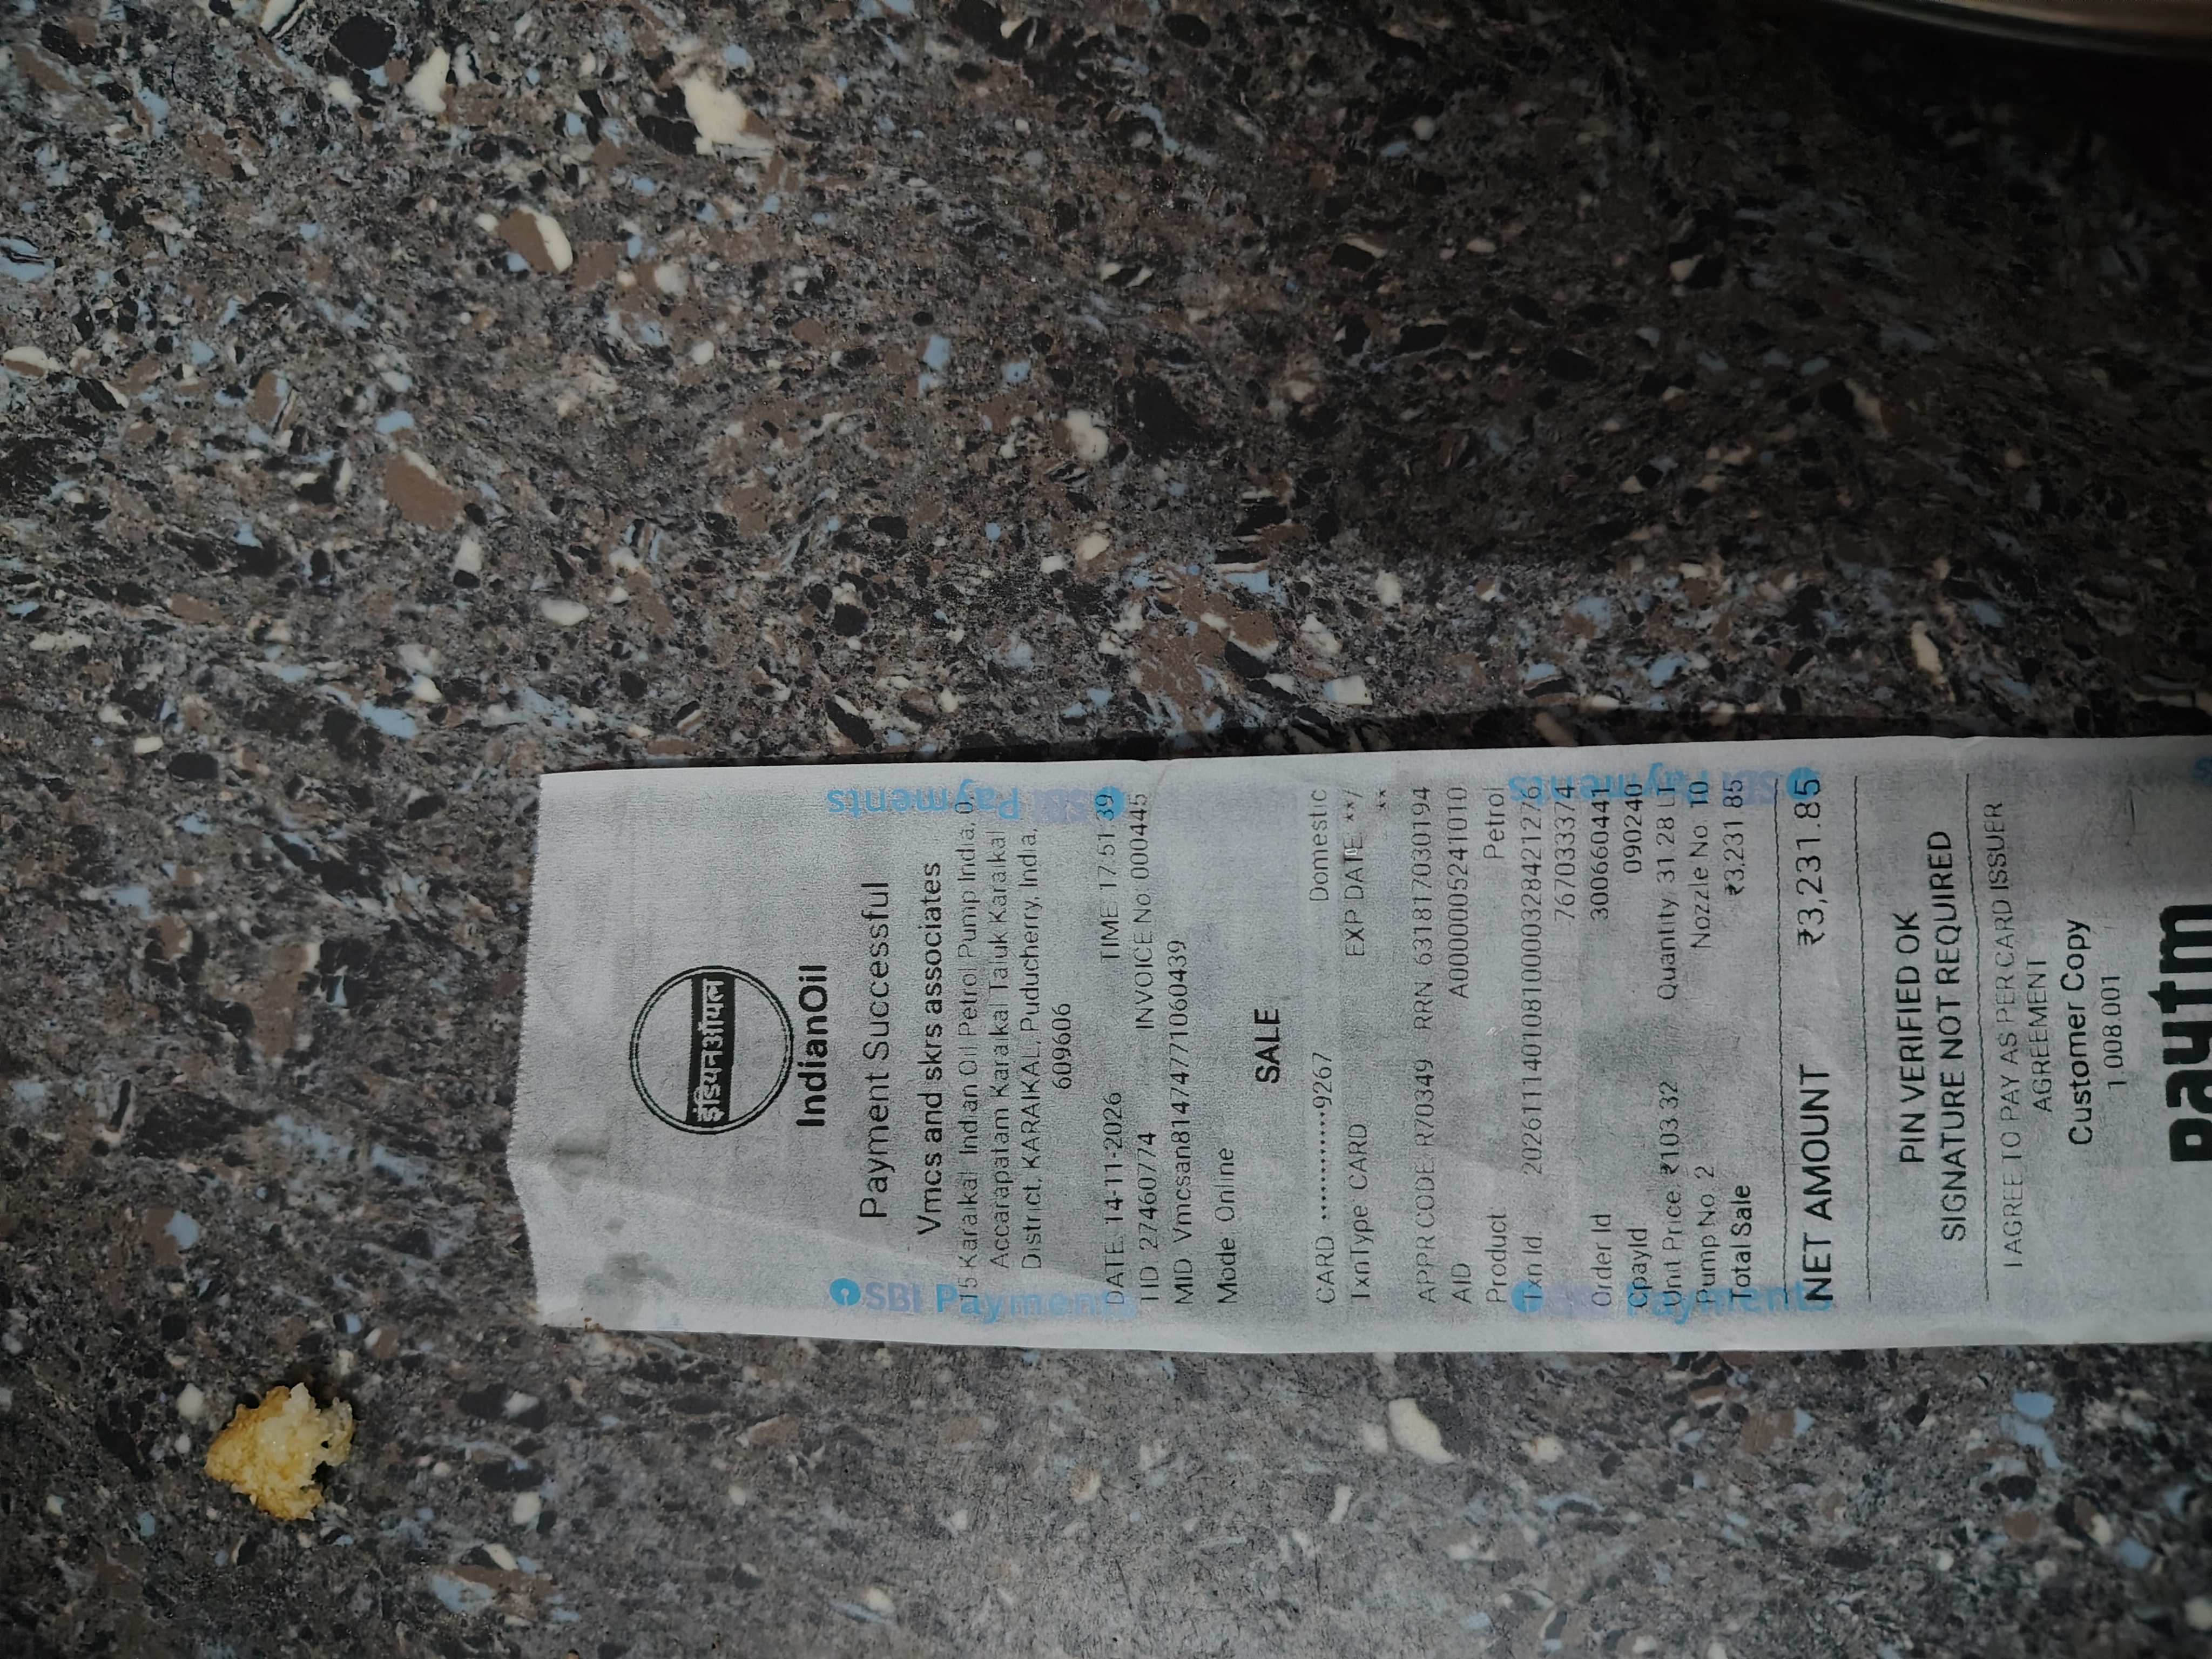 इंडियनऑयल
IndianOil
Payment Successful
Vmcs and skrs associates
15 Karaikal Indian Oil Petrol Pump India, 0,
Accarapatam Karaikal Taluk Karaikal
District, KARAIKAL, Puducherry, India,
609606
DATE: 14-11-2026 TIME: 17:51:39
TID: 27460774 INVOICE No: 000445
MID: Vmcsan81474771060439
Mode: Online
SALE
CARD ············9267 Domestic
TxnType: CARD EXP DATE: **/
**
APPR CODE: R70349 RRN: 631817030194
AID A0000005241010
Product: Petrol
Txn Id: 20261114010810000328421276
767033374
Order Id 300660441
CpayId 090240
Unit Price: ₹103.32 Quantity: 31.28 LT
Pump No: 2 Nozzle No: 10
Total Sale ₹3,231.85
NET AMOUNT ₹3,231.85
PIN VERIFIED OK
SIGNATURE NOT REQUIRED
I AGREE TO PAY AS PER CARD ISSUER
AGREEMENT
Customer Copy
1.008.001
paytm
SBI Payments
SBI Payments
Payments
SBI Payments